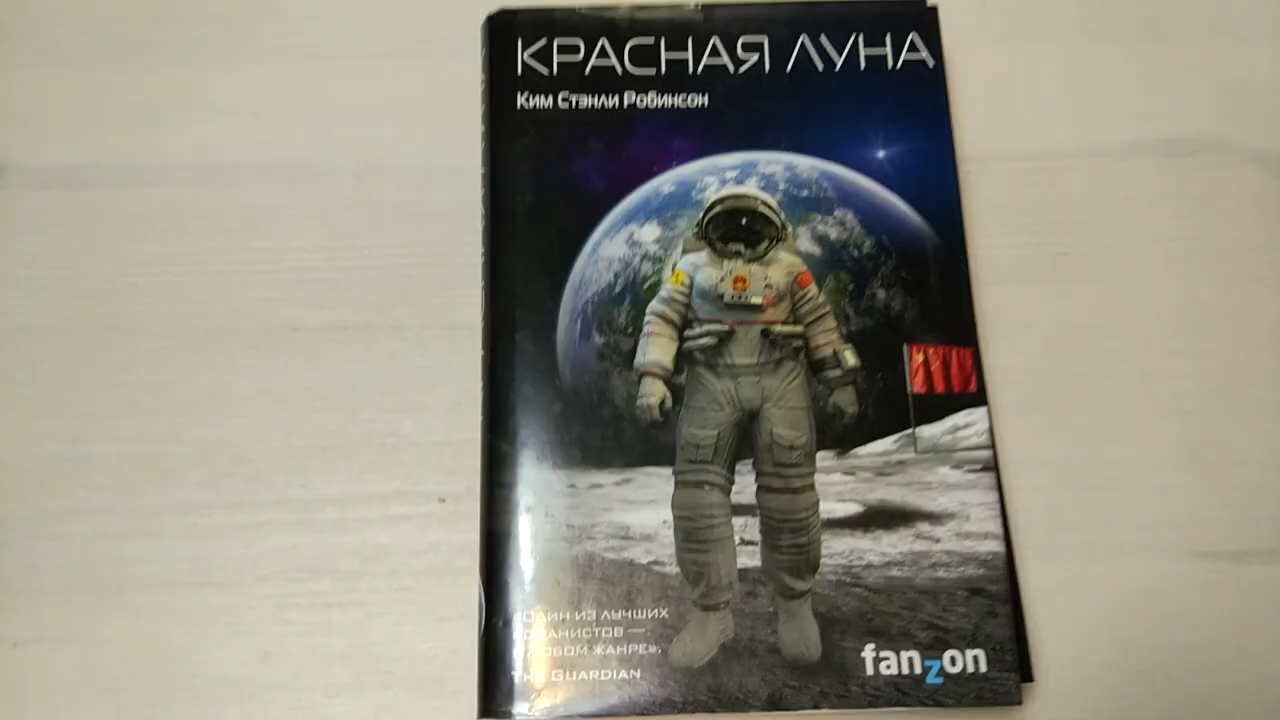 КРАСНАЯ ЛУНА
Ким Стэнли Робинсон
«Один из лучших
романистов —
в любом жанре».
The Guardian
fanzon